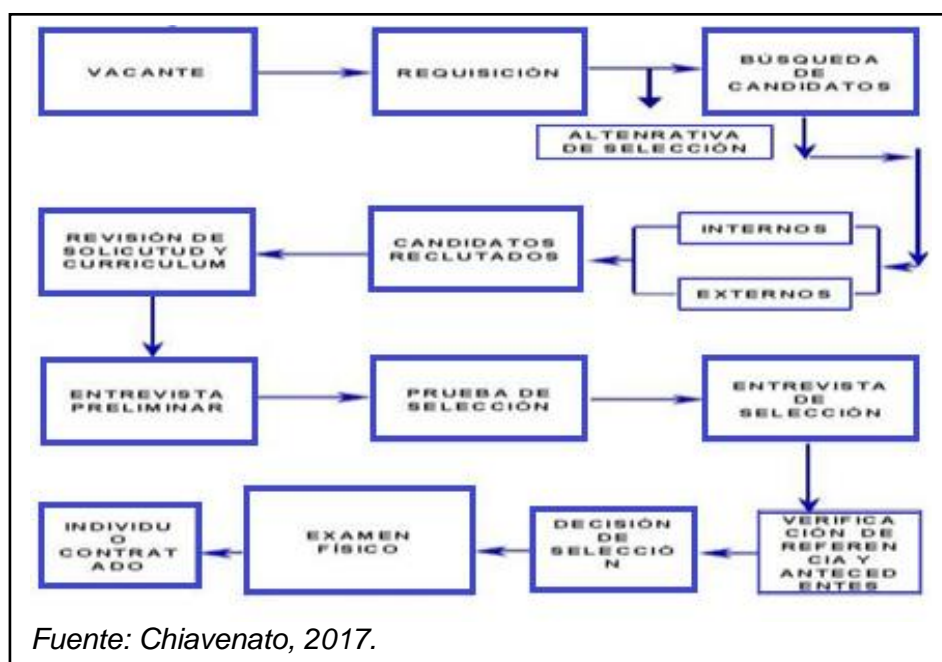 VACANTE
REQUISICIÓN
BÚSQUEDA
DE
CANDIDATOS
ALTENRATIVA
DE SELECCIÓN
INTERNOS
EXTERNOS
CANDIDATOS
RECLUTADOS
REVISIÓN DE
SOLICUTUD Y
CURRICULUM
ENTREVISTA
PRELIMINAR
PRUEBA DE
SELECCIÓN
ENTREVISTA
DE
SELECCIÓN
VERIFICA
CIÓN DE
REFEREN
CIA Y
ANTECED
ENTES
DECISIÓN
DE
SELECCIÓ
N
EXAMEN
FÍSICO
INDIVIDU
O
CONTRAT
ADO
Fuente: Chiavenato, 2017.